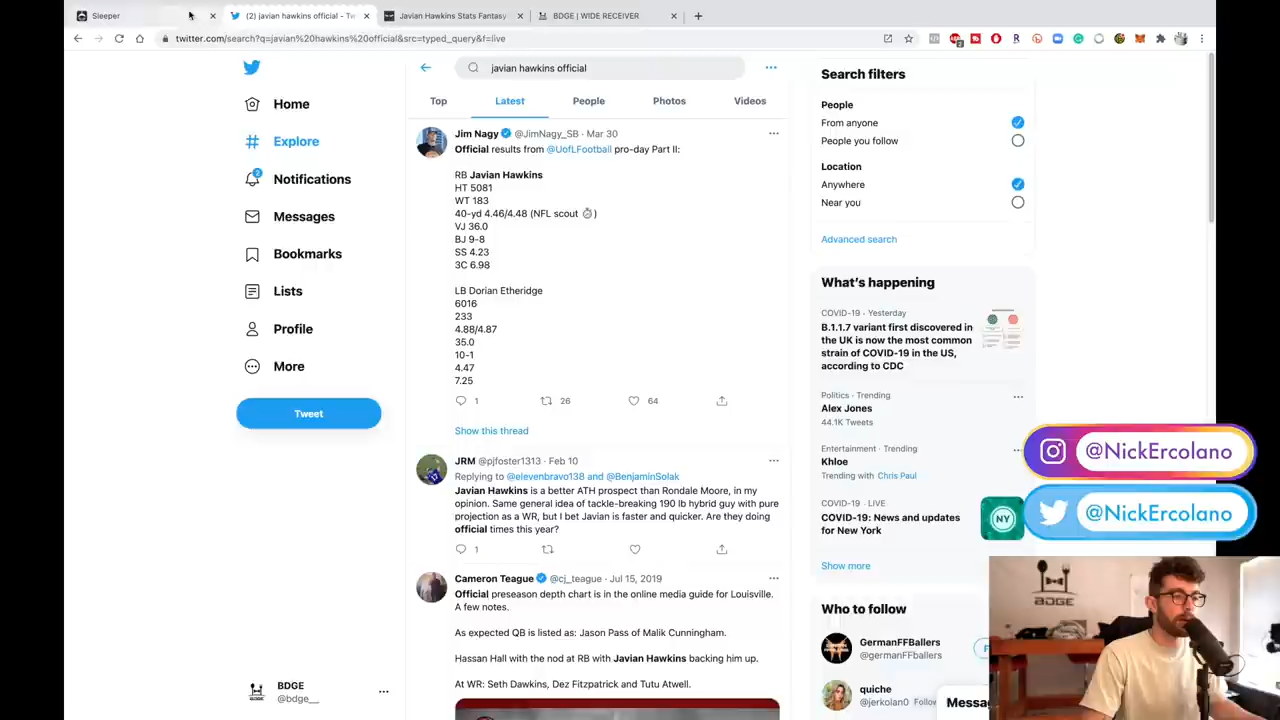 Sleeper
(2) javian hawkins official - Tw
Javian Hawkins Stats Fantasy
BDGE | WIDE RECEIVER
twitter.com/search?q=javian%20hawkins%20official&src=typed_query&f=live
2
javian hawkins official
Top
Latest
People
Photos
Videos
Home
Explore
2
Notifications
Messages
Bookmarks
Lists
Profile
More
Tweet
BDGE
@bdge__
Jim Nagy @JimNagy_SB · Mar 30
Official results from @UofLFootball pro-day Part II:
RB Javian Hawkins
HT 5081
WT 183
40-yd 4.46/4.48 (NFL scout ⏱)
VJ 36.0
BJ 9-8
SS 4.23
3C 6.98
LB Dorian Etheridge
6016
233
4.88/4.87
35.0
10-1
4.47
7.25
1
26
64
Show this thread
JRM @pjfoster1313 · Feb 10
Replying to @elevenbravo138 and @BenjaminSolak
Javian Hawkins is a better ATH prospect than Rondale Moore, in my
opinion. Same general idea of tackle-breaking 190 lb hybrid guy with pure
projection as a WR, but I bet Javian is faster and quicker. Are they doing
official times this year?
1
Cameron Teague @cj_teague · Jul 15, 2019
Official preseason depth chart is in the online media guide for Louisville.
A few notes.
As expected QB is listed as: Jason Pass of Malik Cunningham.
Hassan Hall with the nod at RB with Javian Hawkins backing him up.
At WR: Seth Dawkins, Dez Fitzpatrick and Tutu Atwell.
Search filters
People
From anyone
People you follow
Location
Anywhere
Near you
Advanced search
What's happening
COVID-19 · Yesterday
B.1.1.7 variant first discovered in
the UK is now the most common
strain of COVID-19 in the US,
according to CDC
Politics · Trending
Alex Jones
44.1K Tweets
Entertainment · Trending
Khloe
Trending with Chris Paul
COVID-19 · LIVE
COVID-19: News and updates
for New York
NY
Show more
Who to follow
GermanFFBallers
@germanFFballers
F
quiche
@jerkolan0 Follow
Messa
@NickErcolano
@NickErcolano
BDGE